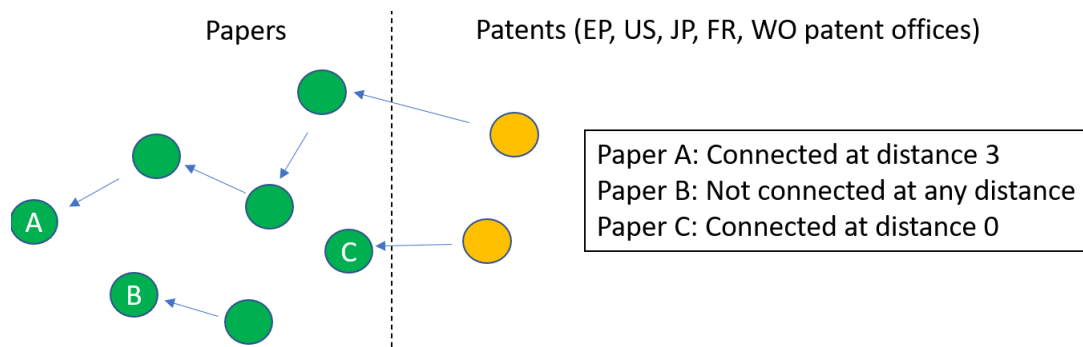 Papers
Patents (EP, US, JP, FR, WO patent offices)
A
B
C
Paper A: Connected at distance 3
Paper B: Not connected at any distance
Paper C: Connected at distance 0